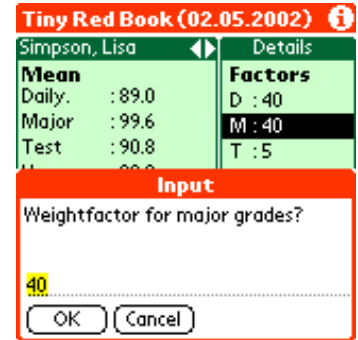 Tiny Red Book (02.05.2002)
Simpson, Lisa
Details
Mean
Daily. : 89.0
Major : 99.6
Test : 90.8
Factors
D : 40
M : 40
T : 5
Input
Weightfactor for major grades?
40
OK
Cancel